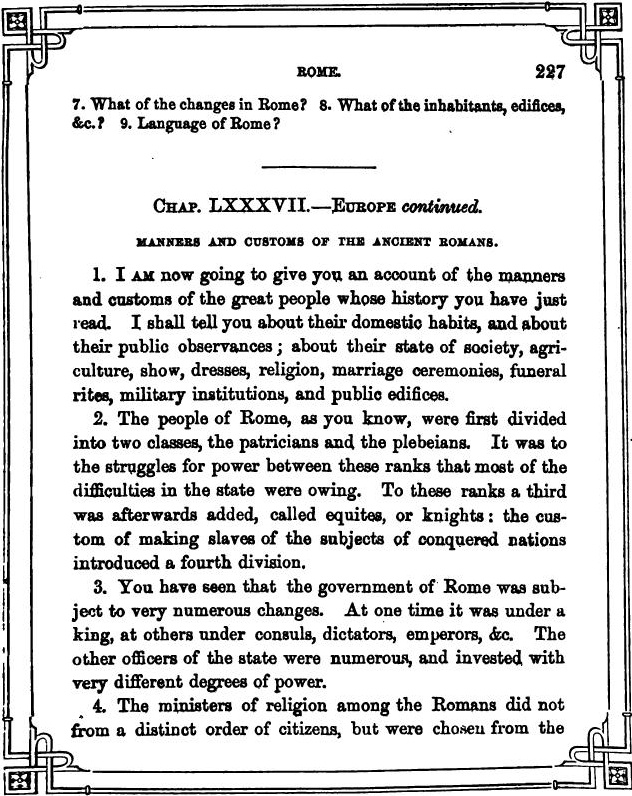 ROME. 227
7. What of the changes in Rome? 8. What of the inhabitants, edifices,
&c.? 9. Language of Rome?
CHAP. LXXXVII.—EUROPE continued.
MANNERS AND CUSTOMS OF THE ANCIENT ROMANS.
1. I AM now going to give you an account of the manners
and customs of the great people whose history you have just
read. I shall tell you about their domestic habits, and about
their public observances; about their state of society, agri-
culture, show, dresses, religion, marriage ceremonies, funeral
rites, military institutions, and public edifices.
2. The people of Rome, as you know, were first divided
into two classes, the patricians and the plebeians. It was to
the struggles for power between these ranks that most of the
difficulties in the state were owing. To these ranks a third
was afterwards added, called equites, or knights: the cus-
tom of making slaves of the subjects of conquered nations
introduced a fourth division.
3. You have seen that the government of Rome was sub-
ject to very numerous changes. At one time it was under a
king, at others under consuls, dictators, emperors, &c. The
other officers of the state were numerous, and invested with
very different degrees of power.
4. The ministers of religion among the Romans did not
from a distinct order of citizens, but were chosen from the